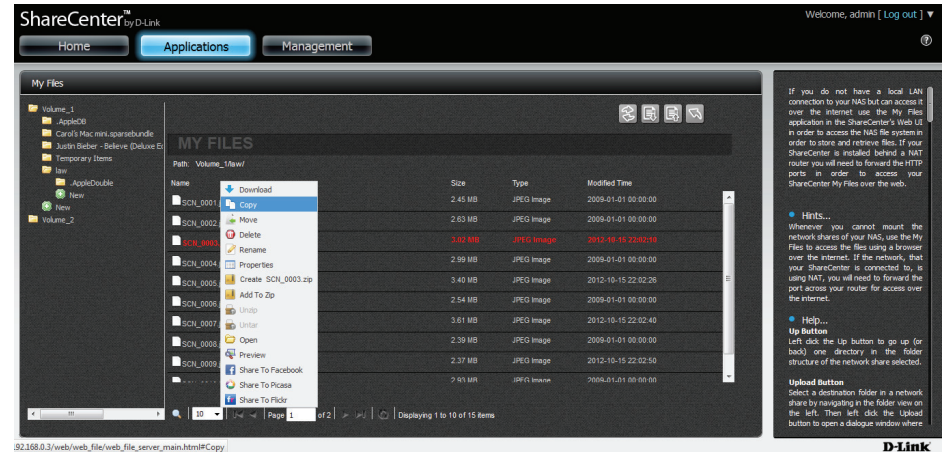 ShareCenter™ by D-Link
Welcome, admin [ Log out ] ▼
Home
Applications
Management
My Files
Volume_1
.AppleDB
Carol's Mac mini.sparsebundle
Justin Bieber - Believe (Deluxe Ec
Temporary Items
law
.AppleDouble
New
New
Volume_2
MY FILES
Path: Volume_1/law/
Name Size Type Modified Time
SCN_0001.j 2.45 MB JPEG Image 2009-01-01 00:00:00
SCN_0002.j 2.63 MB JPEG Image 2009-01-01 00:00:00
SCN_0003. 3.02 MB JPEG Image 2012-10-15 22:02:10
SCN_0004.j 2.99 MB JPEG Image 2009-01-01 00:00:00
SCN_0005.j 3.40 MB JPEG Image 2012-10-15 22:02:26
SCN_0006.j 2.54 MB JPEG Image 2009-01-01 00:00:00
SCN_0007.j 3.61 MB JPEG Image 2012-10-15 22:02:40
SCN_0008.j 2.39 MB JPEG Image 2009-01-01 00:00:00
SCN_0009.j 2.37 MB JPEG Image 2012-10-15 22:02:50
2.93 MB JPEG Image 2009-01-01 00:00:00
Download
Copy
Move
Delete
Rename
Properties
Create SCN_0003.zip
Add To Zip
Unzip
Untar
Open
Preview
Share To Facebook
Share To Picasa
Share To Flickr
10 Page 1 of 2 Displaying 1 to 10 of 15 items
If you do not have a local LAN
connection to your NAS but can access it
over the internet use the My Files
application in the ShareCenter's Web UI
in order to access the NAS file system in
order to store and retrieve files. If your
ShareCenter is installed behind a NAT
router you will need to forward the HTTP
ports in order to access your
ShareCenter My Files over the web.
Hints...
Whenever you cannot mount the
network shares of your NAS, use the My
Files to access the files using a browser
over the internet. If the network, that
your ShareCenter is connected to, is
using NAT, you will need to forward the
port across your router for access over
the internet.
Help...
Up Button
Left click the Up button to go up (or
back) one directory in the folder
structure of the network share selected.
Upload Button
Select a destination folder in a network
share by navigating in the folder view on
the left. Then left click the Upload
button to open a dialogue window where
92.168.0.3/web/web_file/web_file_server_main.html#Copy
D-Link